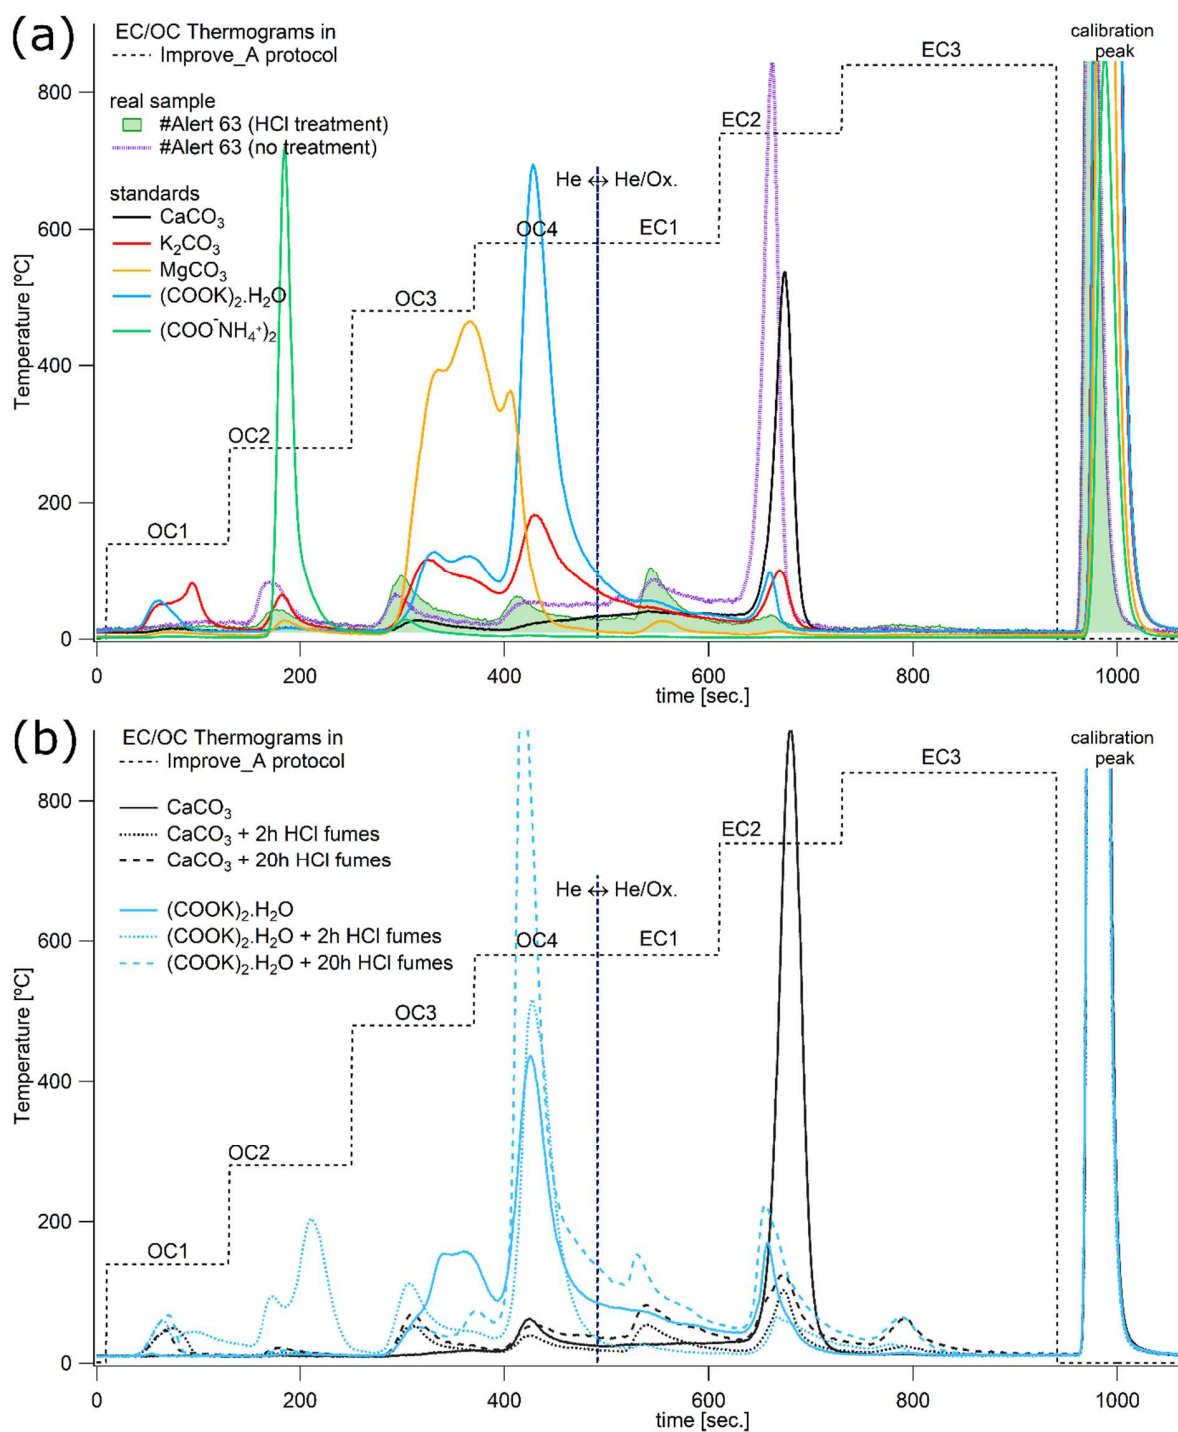 (a)
EC/OC Thermograms in
Improve_A protocol
real sample
#Alert 63 (HCl treatment)
#Alert 63 (no treatment)
standards
CaCO₃
K₂CO₃
MgCO₃
(COOK)₂.H₂O
(COO⁻NH₄⁺)₂
OC1
OC2
OC3
OC4
He ↔ He/Ox.
EC1
EC2
EC3
calibration
peak
Temperature [ºC]
800
600
400
200
0
0 200 400 600 800 1000
time [sec.]
(b)
EC/OC Thermograms in
Improve_A protocol
CaCO₃
CaCO₃ + 2h HCl fumes
CaCO₃ + 20h HCl fumes
(COOK)₂.H₂O
(COOK)₂.H₂O + 2h HCl fumes
(COOK)₂.H₂O + 20h HCl fumes
OC1
OC2
OC3
OC4
He ↔ He/Ox.
EC1
EC2
EC3
calibration
peak
Temperature [ºC]
800
600
400
200
0
0 200 400 600 800 1000
time [sec.]